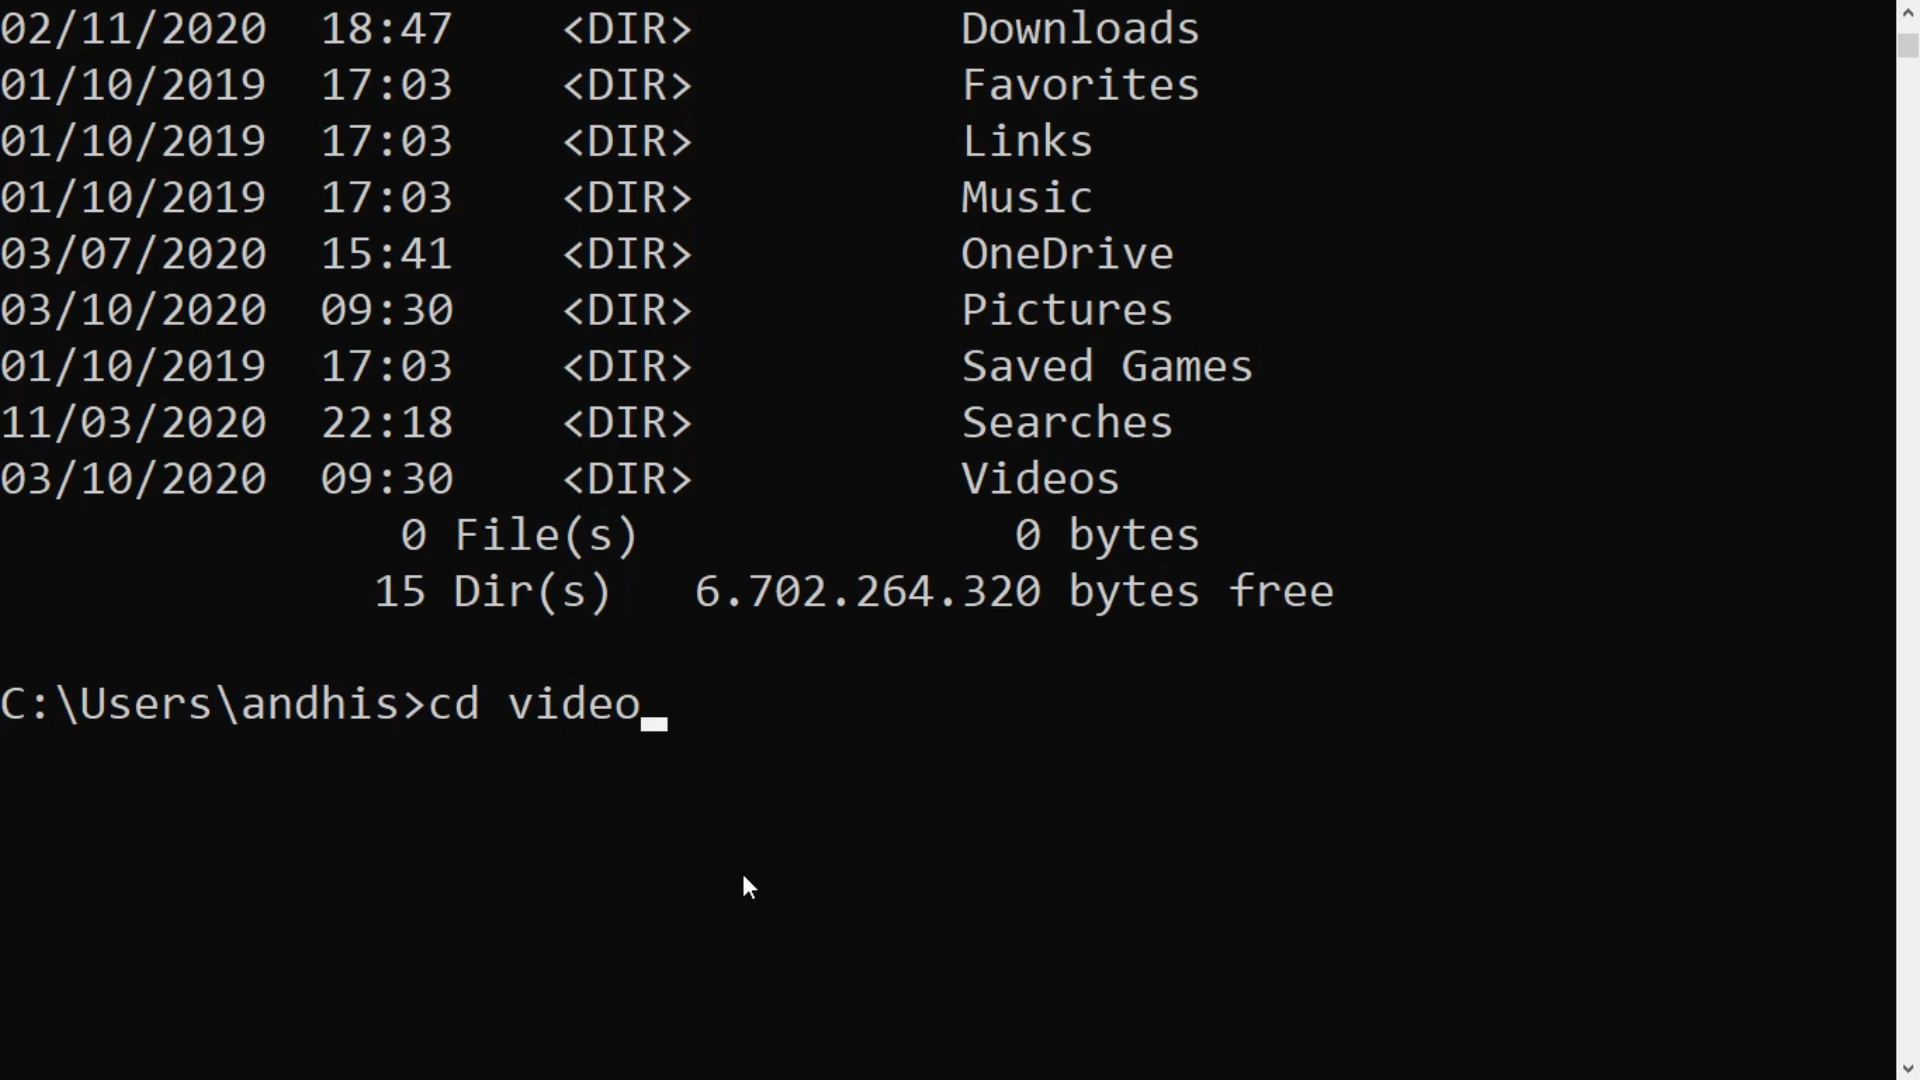 02/11/2020  18:47    <DIR>          Downloads
01/10/2019  17:03    <DIR>          Favorites
01/10/2019  17:03    <DIR>          Links
01/10/2019  17:03    <DIR>          Music
03/07/2020  15:41    <DIR>          OneDrive
03/10/2020  09:30    <DIR>          Pictures
01/10/2019  17:03    <DIR>          Saved Games
11/03/2020  22:18    <DIR>          Searches
03/10/2020  09:30    <DIR>          Videos
               0 File(s)              0 bytes
              15 Dir(s)   6.702.264.320 bytes free
C:\Users\andhis>cd video